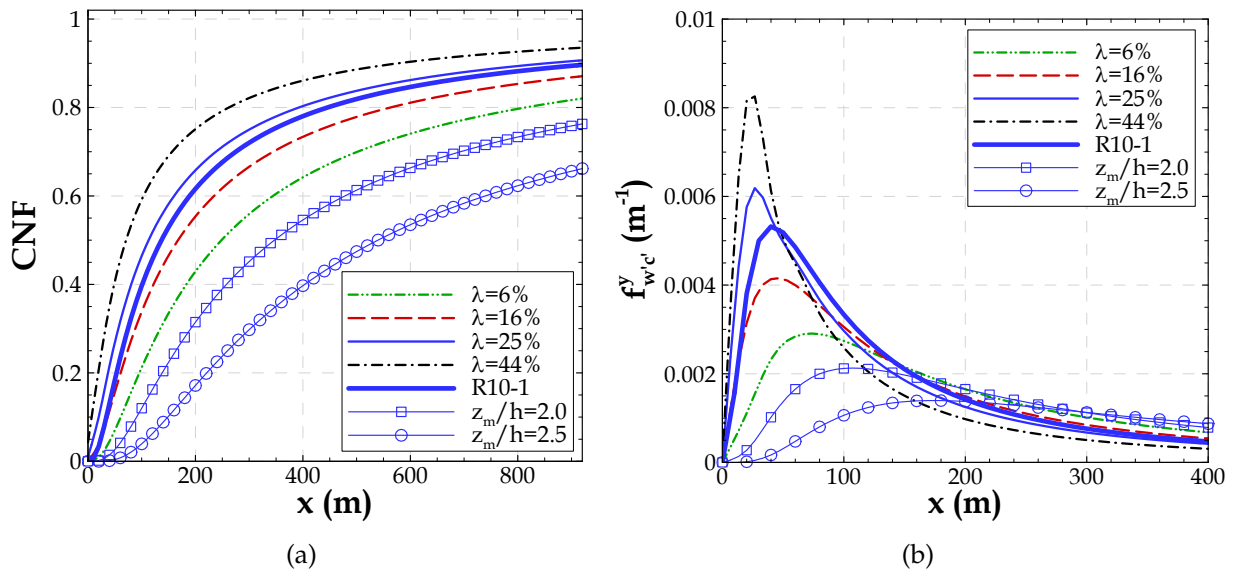 1
0.8
0.6
0.4
0.2
0
CNF
0 200 400 600 800
x (m)
λ=6%
λ=16%
λ=25%
λ=44%
R10-1
z_m/h=2.0
z_m/h=2.5
(a)
0.01
0.008
0.006
0.004
0.002
0
f^y_w'c' (m^-1)
0 100 200 300 400
x (m)
λ=6%
λ=16%
λ=25%
λ=44%
R10-1
z_m/h=2.0
z_m/h=2.5
(b)